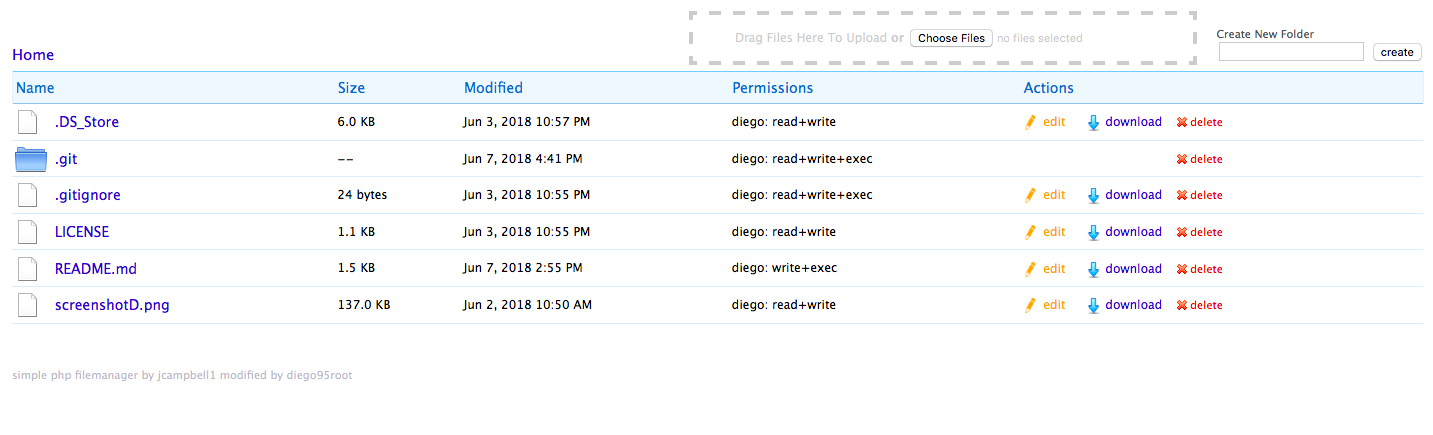 Drag Files Here To Upload or Choose Files no files selected
Create New Folder
create
Home
Name Size Modified Permissions Actions
.DS_Store 6.0 KB Jun 3, 2018 10:57 PM diego: read+write edit download delete
.git -- Jun 7, 2018 4:41 PM diego: read+write+exec delete
.gitignore 24 bytes Jun 3, 2018 10:55 PM diego: read+write+exec edit download delete
LICENSE 1.1 KB Jun 3, 2018 10:55 PM diego: read+write edit download delete
README.md 1.5 KB Jun 7, 2018 2:55 PM diego: write+exec edit download delete
screenshotD.png 137.0 KB Jun 2, 2018 10:50 AM diego: read+write edit download delete
simple php filemanager by jcampbell1 modified by diego95root